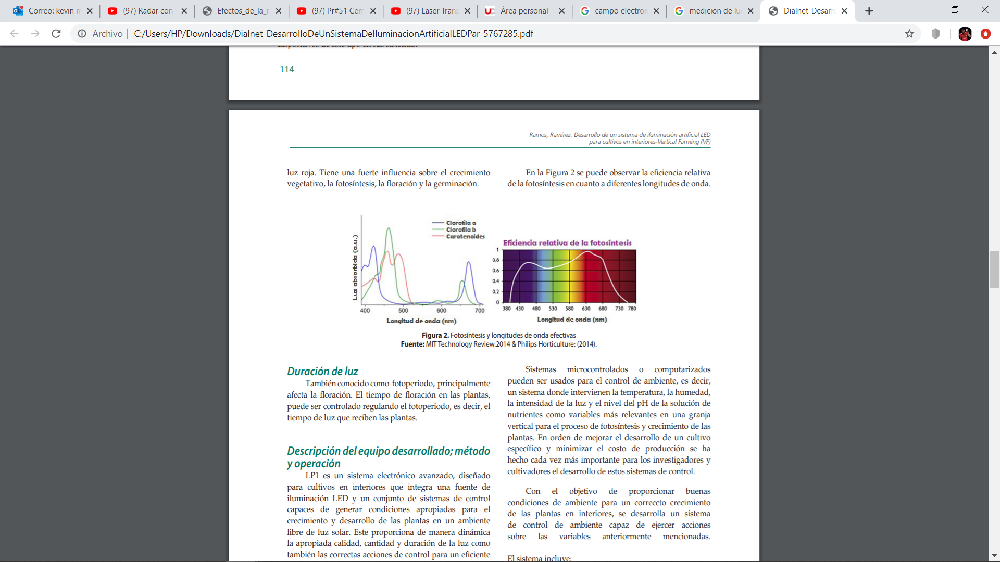 Correo: kevin m
(97) Radar con
Efectos_de_la_r
(97) Pr#51 Cerr
(97) Laser Trans
UC Área personal
campo electron
medicion de lu
Dialnet-Desarro
Archivo | C:/Users/HP/Downloads/Dialnet-DesarrolloDeUnSistemaDeIluminacionArtificialLEDPar-5767285.pdf
114
Ramos; Ramírez. Desarrollo de un sistema de iluminación artificial LED
para cultivos en interiores-Vertical Farming (VF)
luz roja. Tiene una fuerte influencia sobre el crecimiento
vegetativo, la fotosíntesis, la floración y la germinación.
En la Figura 2 se puede observar la eficiencia relativa
de la fotosíntesis en cuanto a diferentes longitudes de onda.
Luz absorbida (a.u.)
Clorofila a
Clorofila b
Carotenoides
400 500 600 700
Longitud de onda (nm)
Eficiencia relativa de la fotosíntesis
1
0.8
0.6
0.4
0.2
0
380 430 480 530 580 630 680 730 780
Longitud de onda (nm)
Figura 2. Fotosíntesis y longitudes de onda efectivas
Fuente: MIT Technology Review.2014 & Philips Horticulture: (2014).
Duración de luz
También conocido como fotoperiodo, principalmente
afecta la floración. El tiempo de floración en las plantas,
puede ser controlado regulando el fotoperiodo, es decir, el
tiempo de luz que reciben las plantas.
Descripción del equipo desarrollado; método
y operación
LP1 es un sistema electrónico avanzado, diseñado
para cultivos en interiores que integra una fuente de
iluminación LED y un conjunto de sistemas de control
capaces de generar condiciones apropiadas para el
crecimiento y desarrollo de las plantas en un ambiente
libre de luz solar. Este proporciona de manera dinámica
la apropiada calidad, cantidad y duración de la luz como
también las correctas acciones de control para un eficiente
Sistemas microcontrolados o computarizados
pueden ser usados para el control de ambiente, es decir,
un sistema donde intervienen la temperatura, la humedad,
la intensidad de la luz y el nivel del pH de la solución de
nutrientes como variables más relevantes en una granja
vertical para el proceso de fotosíntesis y crecimiento de las
plantas. En orden de mejorar el desarrollo de un cultivo
específico y minimizar el costo de producción se ha
hecho cada vez más importante para los investigadores y
cultivadores el desarrollo de estos sistemas de control.
Con el objetivo de proporcionar buenas
condiciones de ambiente para un correccto crecimiento
de las plantas en interiores, se desarrolla un sistema
de control de ambiente capaz de ejercer acciones
sobre las variables anteriormente mencionadas.
El sistema incluye: